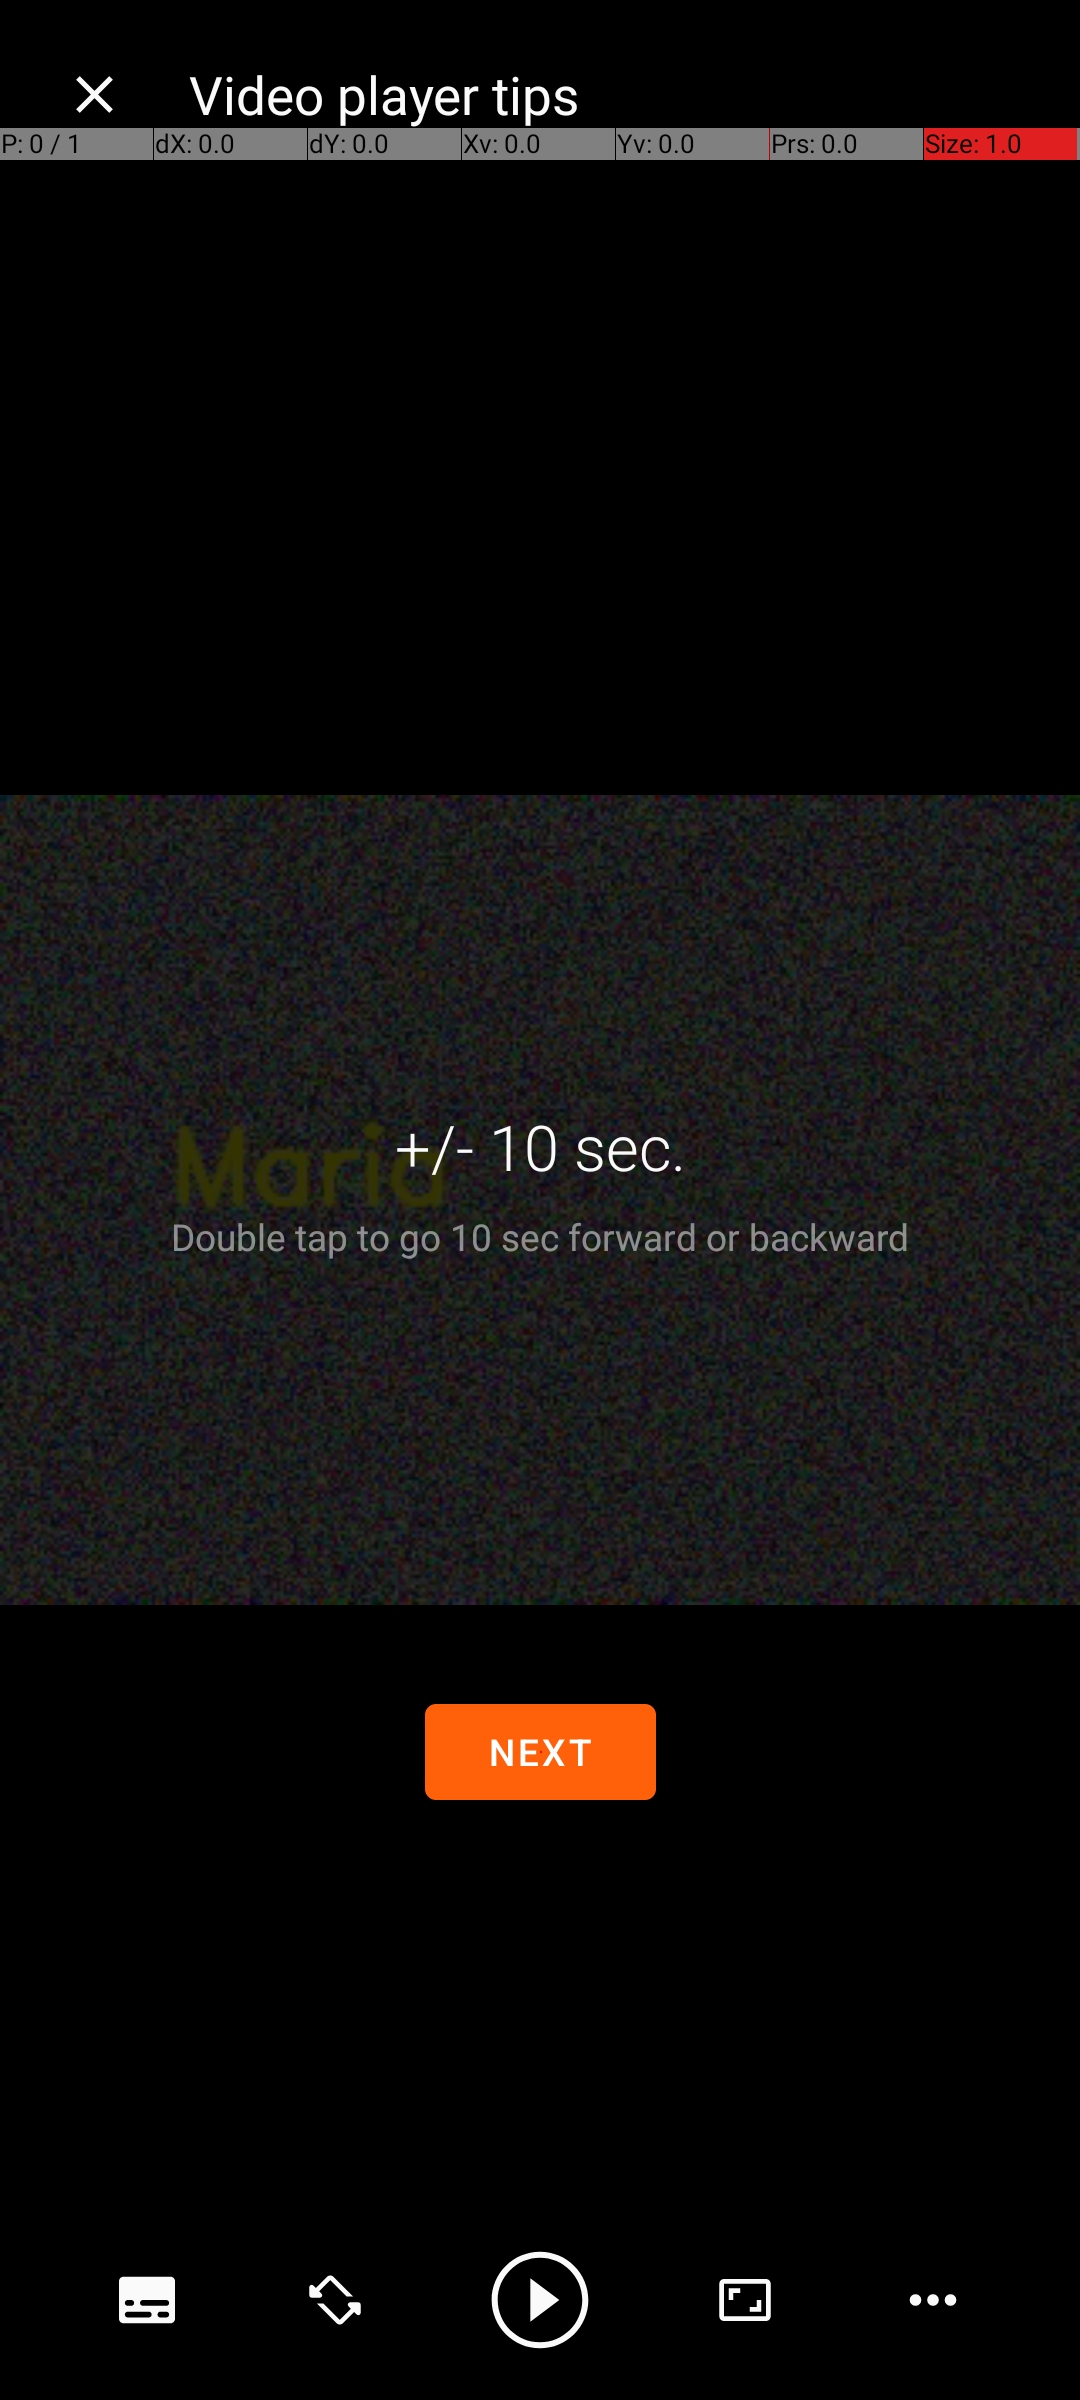 Video player tips
P: 0 / 1 dX: 0.0 dY: 0.0 Xv: 0.0 Yv: 0.0 Prs: 0.0 Size: 1.0
+/- 10 sec.
Double tap to go 10 sec forward or backward
NEXT